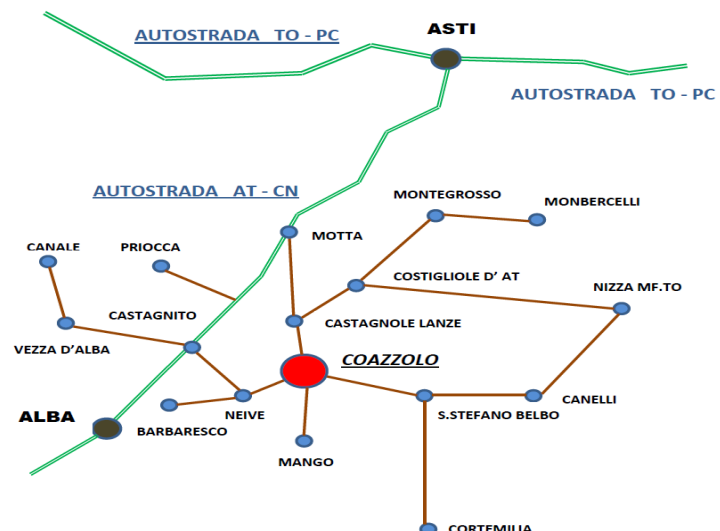 ASTI
AUTOSTRADA TO - PC
AUTOSTRADA TO - PC
AUTOSTRADA AT - CN
MONTEGROSSO
MONBERCELLI
MOTTA
CANALE
PRIOCCA
COSTIGLIOLE D' AT
NIZZA MF.TO
CASTAGNITO
CASTAGNOLE LANZE
VEZZA D'ALBA
COAZZOLO
CANELLI
ALBA
NEIVE
S.STEFANO BELBO
BARBARESCO
MANGO
CORTEMILIA